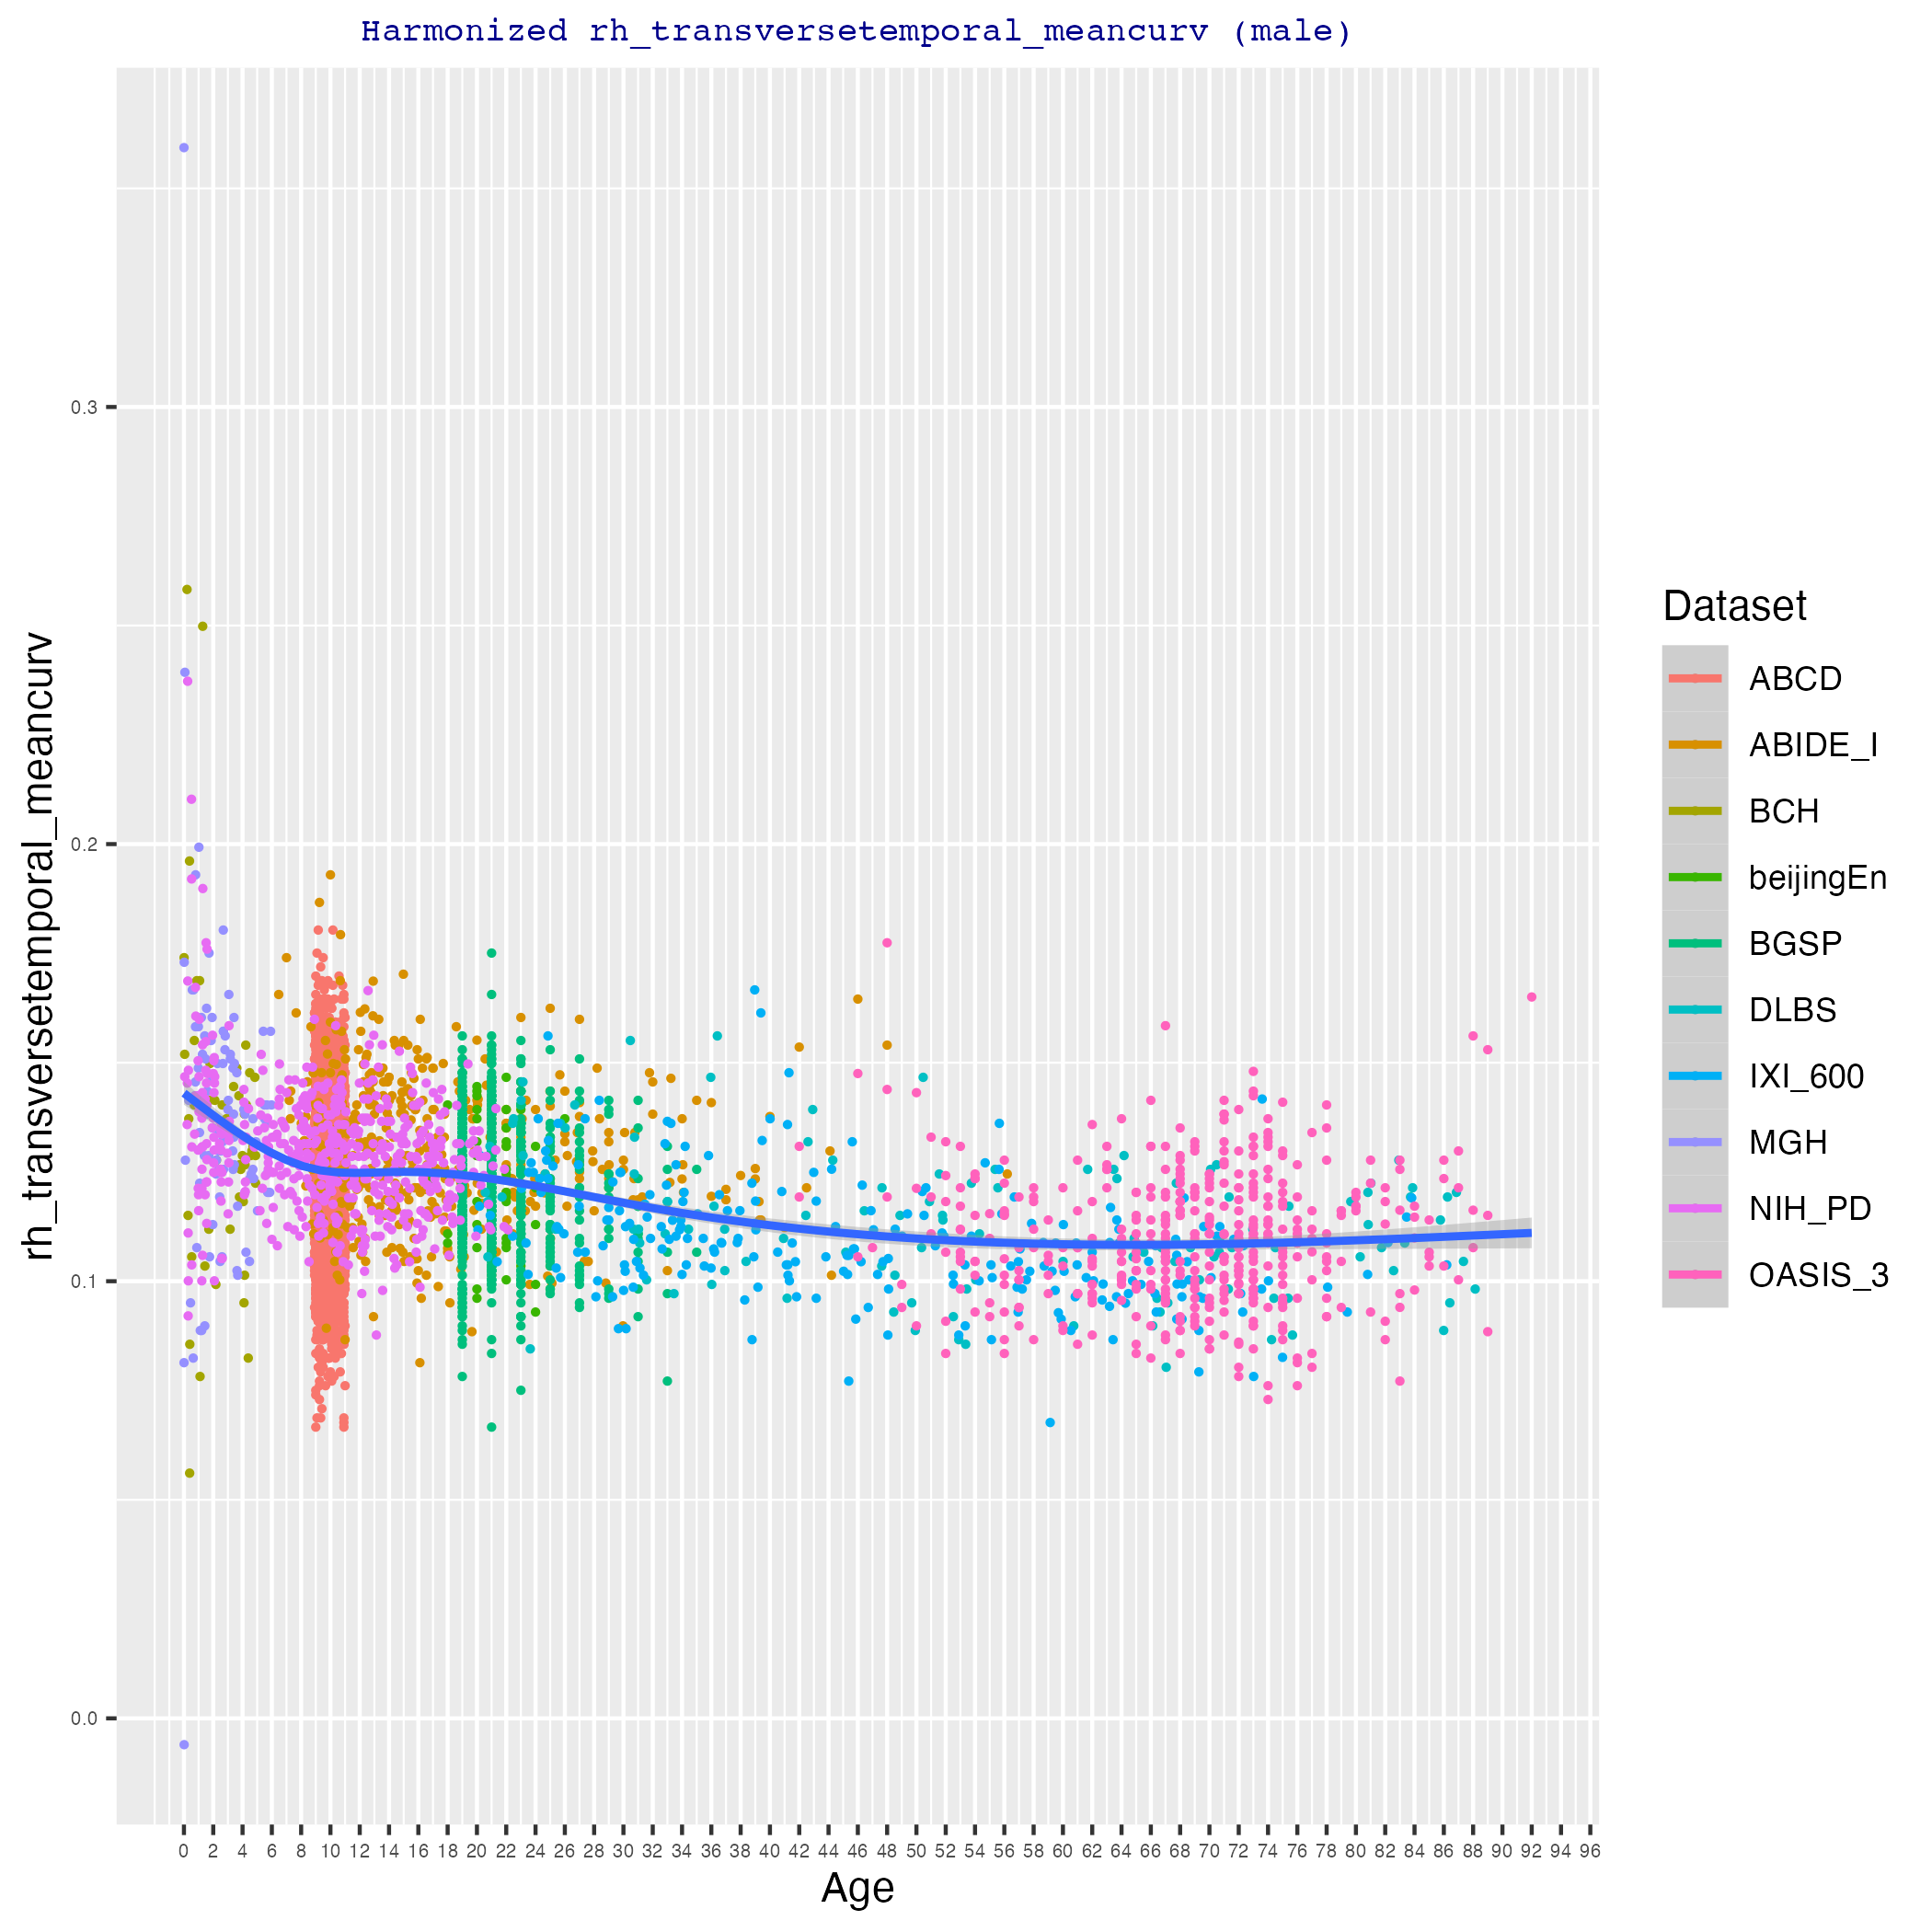 Harmonized rh_transversetemporal_meancurv (male)
rh_transversetemporal_meancurv
0.3
0.2
0.1
0.0
0 2 4 6 8 10 12 14 16 18 20 22 24 26 28 30 32 34 36 38 40 42 44 46 48 50 52 54 56 58 60 62 64 66 68 70 72 74 76 78 80 82 84 86 88 90 92 94 96
Age
Dataset
ABCD
ABIDE_I
BCH
beijingEn
BGSP
DLBS
IXI_600
MGH
NIH_PD
OASIS_3